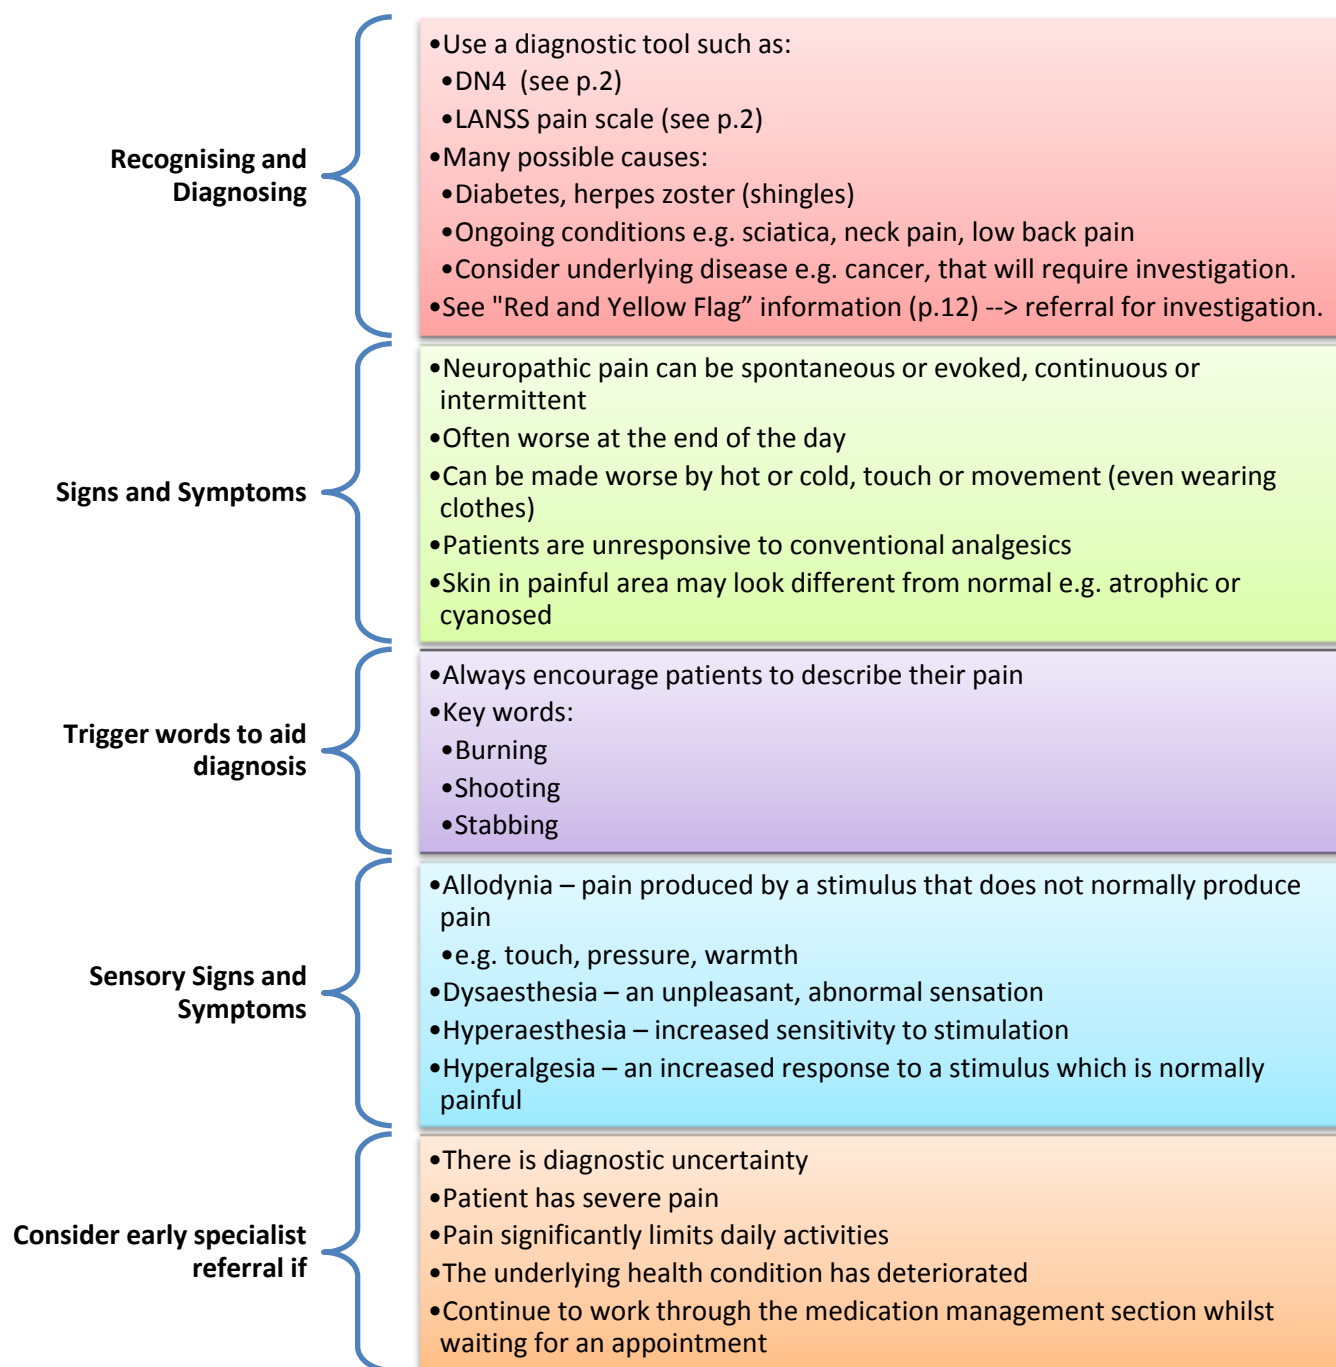 Recognising and
Diagnosing
•Use a diagnostic tool such as:
•DN4  (see p.2)
•LANSS pain scale (see p.2)
•Many possible causes:
•Diabetes, herpes zoster (shingles)
•Ongoing conditions e.g. sciatica, neck pain, low back pain
•Consider underlying disease e.g. cancer, that will require investigation.
•See "Red and Yellow Flag” information (p.12) --> referral for investigation.
Signs and Symptoms
•Neuropathic pain can be spontaneous or evoked, continuous or
intermittent
•Often worse at the end of the day
•Can be made worse by hot or cold, touch or movement (even wearing
clothes)
•Patients are unresponsive to conventional analgesics
•Skin in painful area may look different from normal e.g. atrophic or
cyanosed
Trigger words to aid
diagnosis
•Always encourage patients to describe their pain
•Key words:
•Burning
•Shooting
•Stabbing
Sensory Signs and
Symptoms
•Allodynia – pain produced by a stimulus that does not normally produce
pain
•e.g. touch, pressure, warmth
•Dysaesthesia – an unpleasant, abnormal sensation
•Hyperaesthesia – increased sensitivity to stimulation
•Hyperalgesia – an increased response to a stimulus which is normally
painful
Consider early specialist
referral if
•There is diagnostic uncertainty
•Patient has severe pain
•Pain significantly limits daily activities
•The underlying health condition has deteriorated
•Continue to work through the medication management section whilst
waiting for an appointment